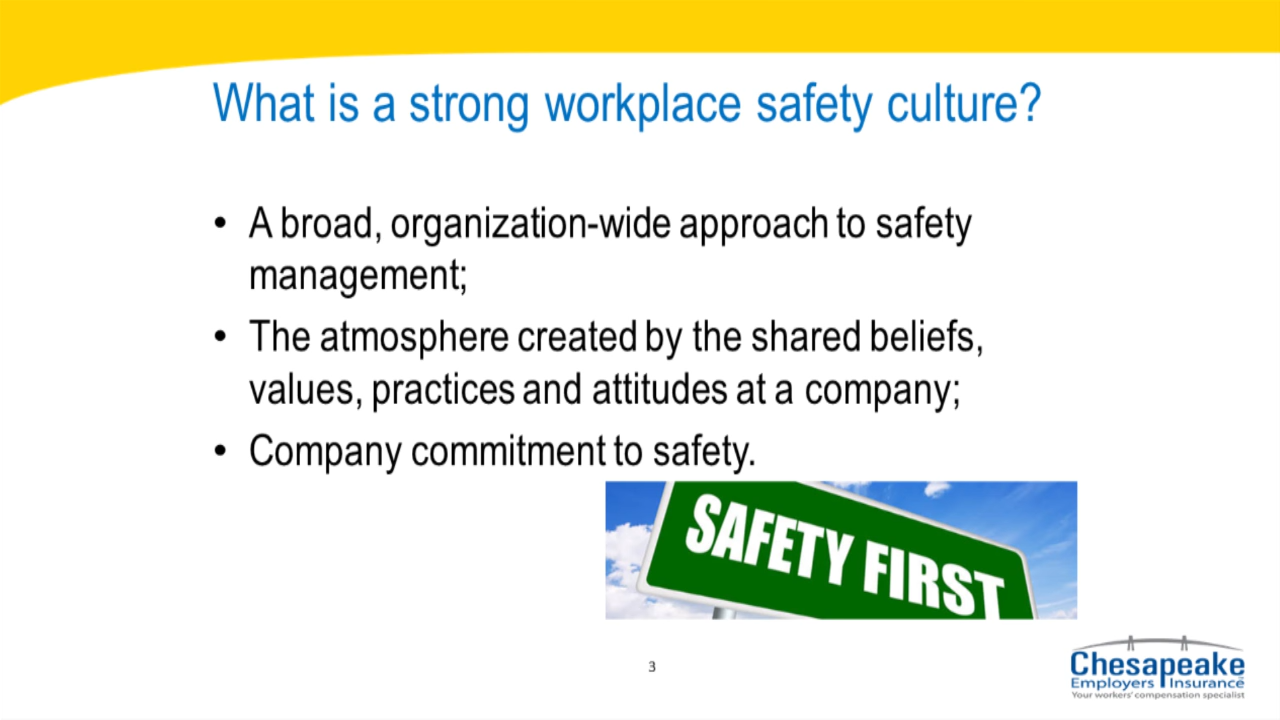 What is a strong workplace safety culture?
• A broad, organization-wide approach to safety
management;
• The atmosphere created by the shared beliefs,
values, practices and attitudes at a company;
• Company commitment to safety.
SAFETY FIRST
3
Chesapeake
Employers Insurance
Your workers' compensation specialist